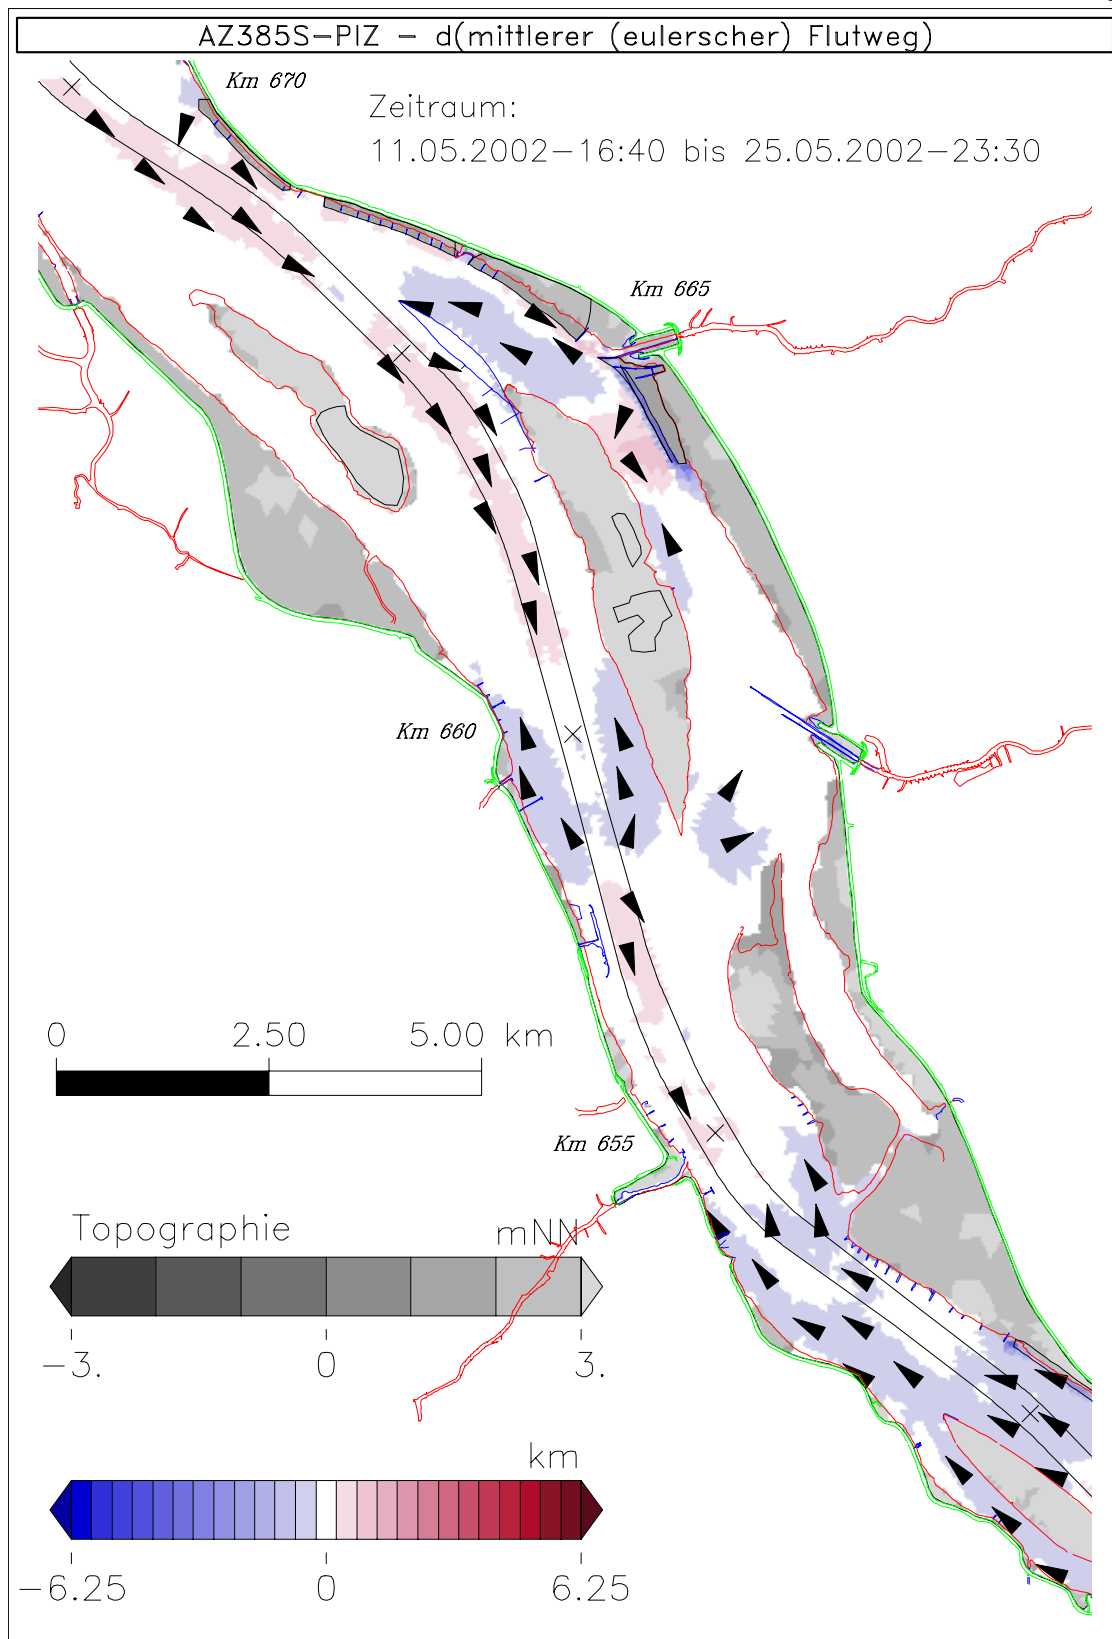 AZ385S-PIZ - d(mittlerer (eulerscher) Flutweg)
Km 670
Zeitraum:
11.05.2002-16:40 bis 25.05.2002-23:30
Km 665
Km 660
0 2.50 5.00 km
Km 655
Topographie mNN
-3. 0 3.
km
-6.25 0 6.25